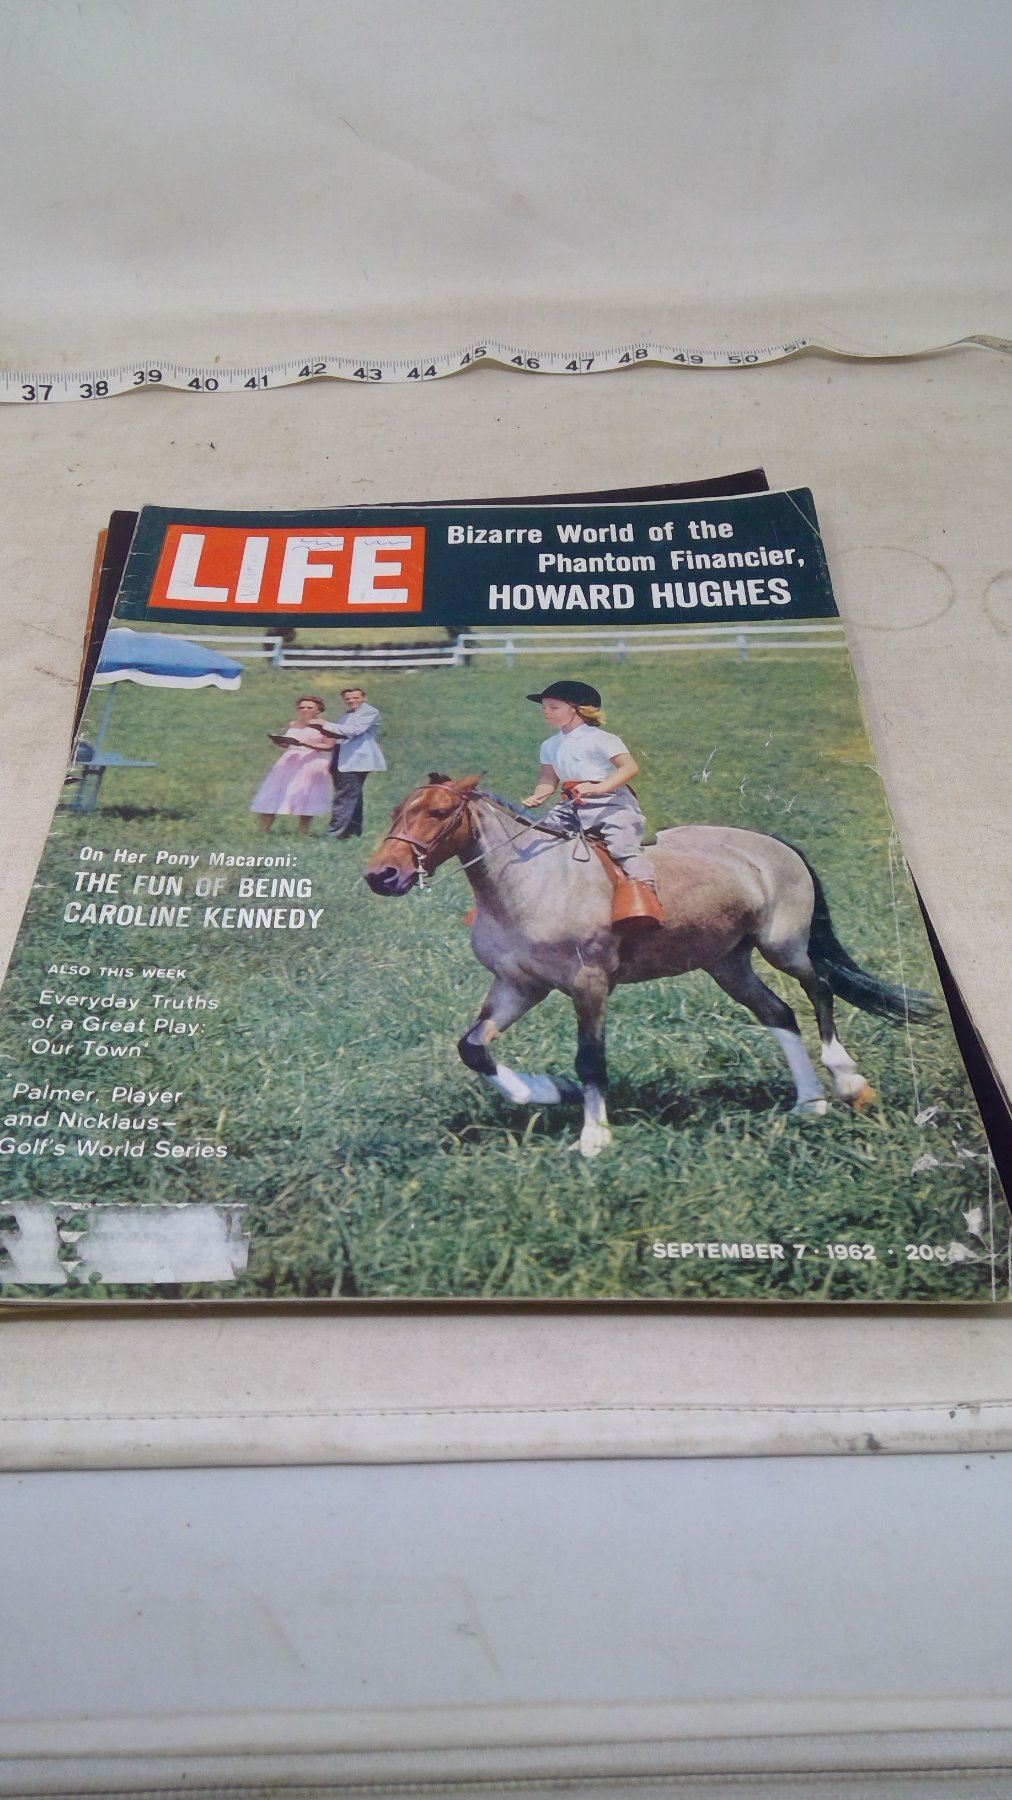 37 38 39 40 41 42 43 44 45 46 47 48 49 50 51
LIFE
Bizarre World of the
Phantom Financier,
HOWARD HUGHES
On Her Pony Macaroni:
THE FUN OF BEING
CAROLINE KENNEDY
ALSO THIS WEEK
Everyday Truths
of a Great Play:
'Our Town'
Palmer, Player
and Nicklaus—
Golf's World Series
SEPTEMBER 7 · 1962 · 20¢